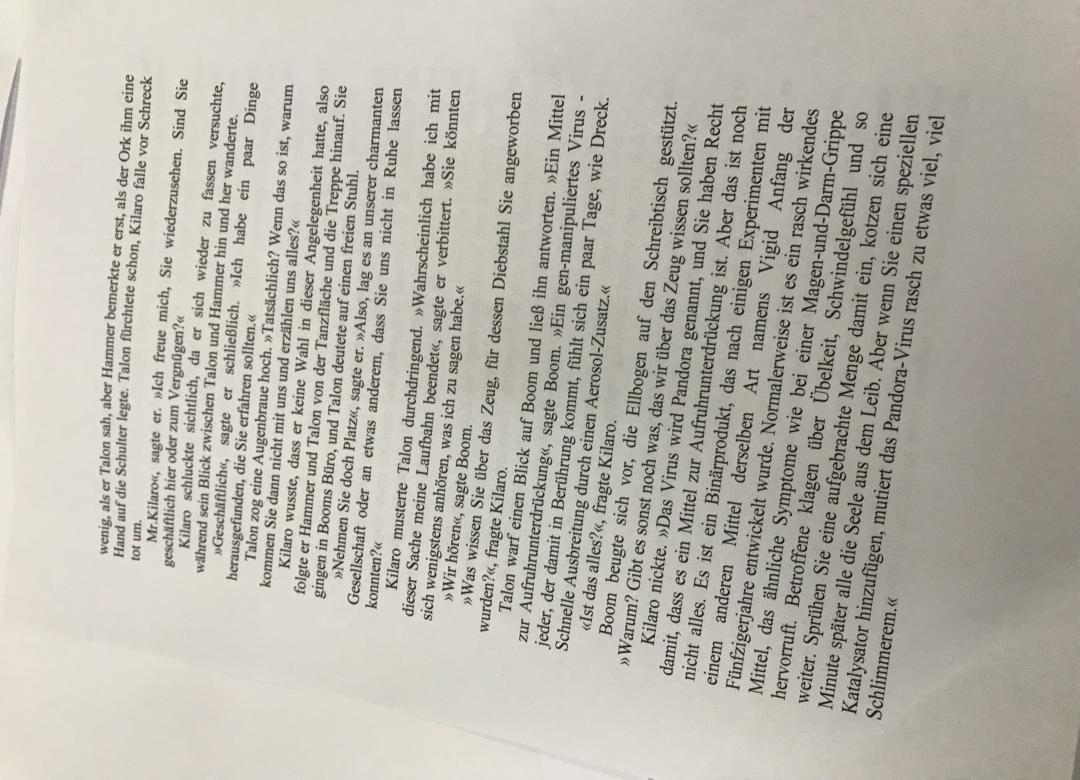 wenig, als er Talon sah, aber Hammer bemerkte er erst, als der Ork ihm eine
Hand auf die Schulter legte. Talon fürchtete schon, Kilaro falle vor Schreck
tot um.
Mr.Kilaro«, sagte er. »Ich freue mich, Sie wiederzusehen. Sind Sie
geschäftlich hier oder zum Vergnügen?«
Kilaro schluckte sichtlich, da er sich wieder zu fassen versuchte,
während sein Blick zwischen Talon und Hammer hin und her wanderte.
»Geschäftlich«, sagte er schließlich. »Ich habe ein paar Dinge
herausgefunden, die Sie erfahren sollten.«
Talon zog eine Augenbraue hoch. »Tatsächlich? Wenn das so ist, warum
kommen Sie dann nicht mit uns und erzählen uns alles?«
Kilaro wusste, dass er keine Wahl in dieser Angelegenheit hatte, also
folgte er Hammer und Talon von der Tanzfläche und die Treppe hinauf. Sie
gingen in Booms Büro, und Talon deutete auf einen freien Stuhl.
»Nehmen Sie doch Platz«, sagte er. »Also, lag es an unserer charmanten
Gesellschaft oder an etwas anderem, dass Sie uns nicht in Ruhe lassen
konnten?«
Kilaro musterte Talon durchdringend. »Wahrscheinlich habe ich mit
dieser Sache meine Laufbahn beendet«, sagte er verbittert. »Sie könnten
sich wenigstens anhören, was ich zu sagen habe.«
»Wir hören«, sagte Boom.
»Was wissen Sie über das Zeug, für dessen Diebstahl Sie angeworben
wurden?«, fragte Kilaro.
Talon warf einen Blick auf Boom und ließ ihn antworten. »Ein Mittel
zur Aufruhrunterdrückung«, sagte Boom. »Ein gen-manipuliertes Virus -
jeder, der damit in Berührung kommt, fühlt sich ein paar Tage, wie Dreck.
Schnelle Ausbreitung durch einen Aerosol-Zusatz.«
«Ist das alles?«, fragte Kilaro.
Boom beugte sich vor, die Ellbogen auf den Schreibtisch gestützt.
»Warum? Gibt es sonst noch was, das wir über das Zeug wissen sollten?«
Kilaro nickte. »Das Virus wird Pandora genannt, und Sie haben Recht
damit, dass es ein Mittel zur Aufruhrunterdrückung ist. Aber das ist noch
nicht alles. Es ist ein Binärprodukt, das nach einigen Experimenten mit
einem anderen Mittel derselben Art namens Vigid Anfang der
Fünfzigerjahre entwickelt wurde. Normalerweise ist es ein rasch wirkendes
Mittel, das ähnliche Symptome wie bei einer Magen-und-Darm-Grippe
hervorruft. Betroffene klagen über Übelkeit, Schwindelgefühl und so
weiter. Sprühen Sie eine aufgebrachte Menge damit ein, kotzen sich eine
Minute später alle die Seele aus dem Leib. Aber wenn Sie einen speziellen
Katalysator hinzufügen, mutiert das Pandora-Virus rasch zu etwas viel, viel
Schlimmerem.«